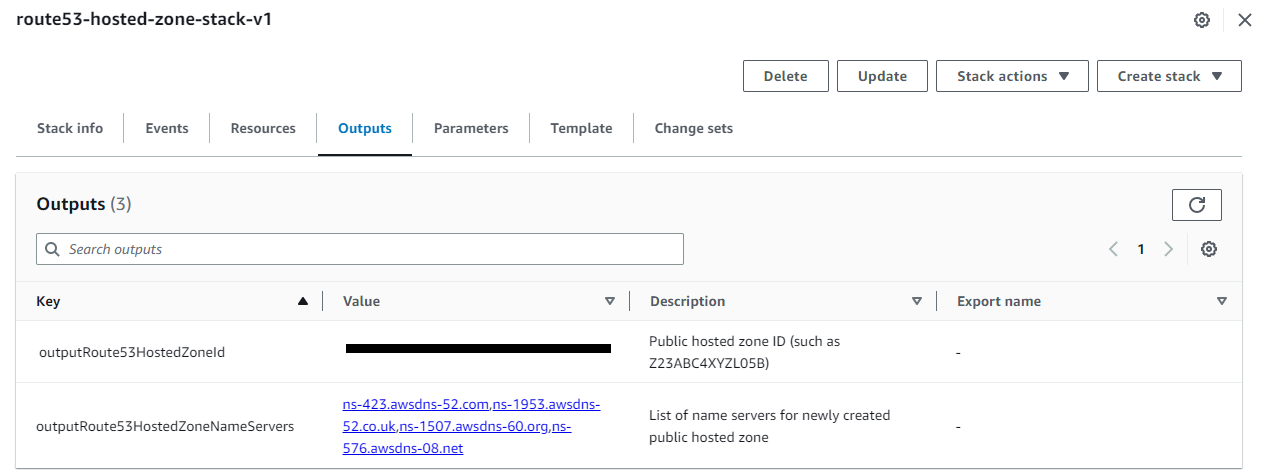 route53-hosted-zone-stack-v1
Delete
Update
Stack actions
Create stack
Stack info
Events
Resources
Outputs
Parameters
Template
Change sets
Outputs (3)
Search outputs
1
Key
Value
Description
Export name
outputRoute53HostedZoneId
Public hosted zone ID (such as
Z23ABC4XYZL05B)
-
outputRoute53HostedZoneNameServers
ns-423.awsdns-52.com,ns-1953.awsdns-
52.co.uk,ns-1507.awsdns-60.org,ns-
576.awsdns-08.net
List of name servers for newly created
public hosted zone
-